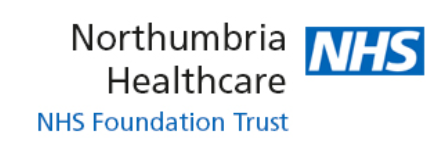 Northumbria
Healthcare
NHS
NHS Foundation Trust